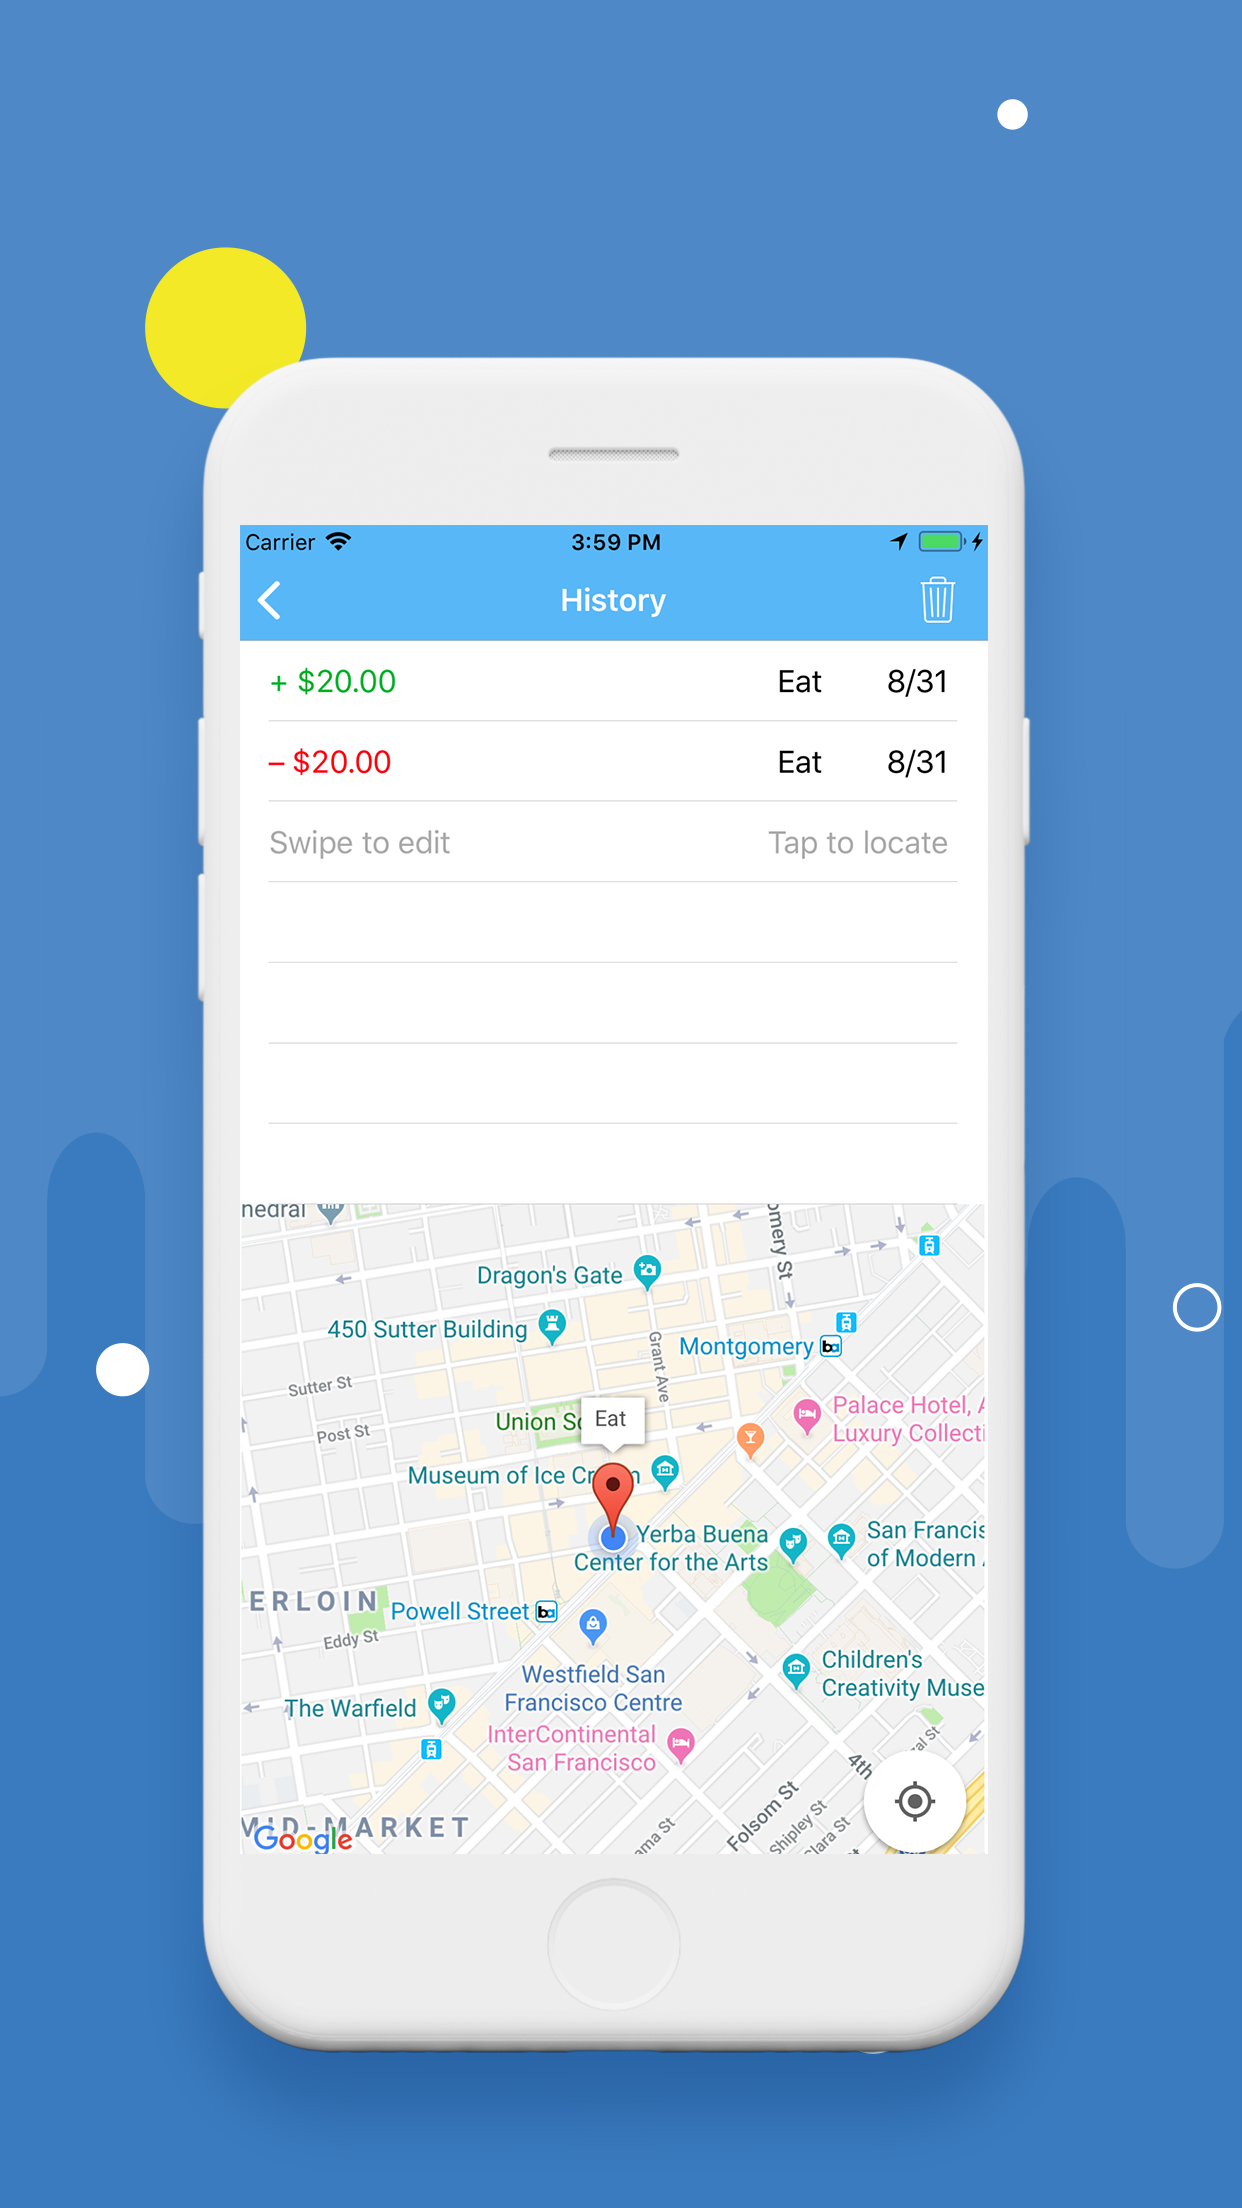 Carrier 3:59 PM
History
+ $20.00 Eat 8/31
– $20.00 Eat 8/31
Swipe to edit Tap to locate
nedral
omery St
Dragon's Gate
450 Sutter Building
Grant Ave
Montgomery
Sutter St
Palace Hotel, A
Luxury Collecti
Union Sq
Eat
Post St
Museum of Ice Cr m
Yerba Buena
Center for the Arts
San Francis
of Modern
ERLOIN
Powell Street
Eddy St
Westfield San
Francisco Centre
Children's
Creativity Muse
The Warfield
InterContinental
San Francisco
4th
Folsom St
Shipley St
Clara St
ama St
MID-MARKET
Google